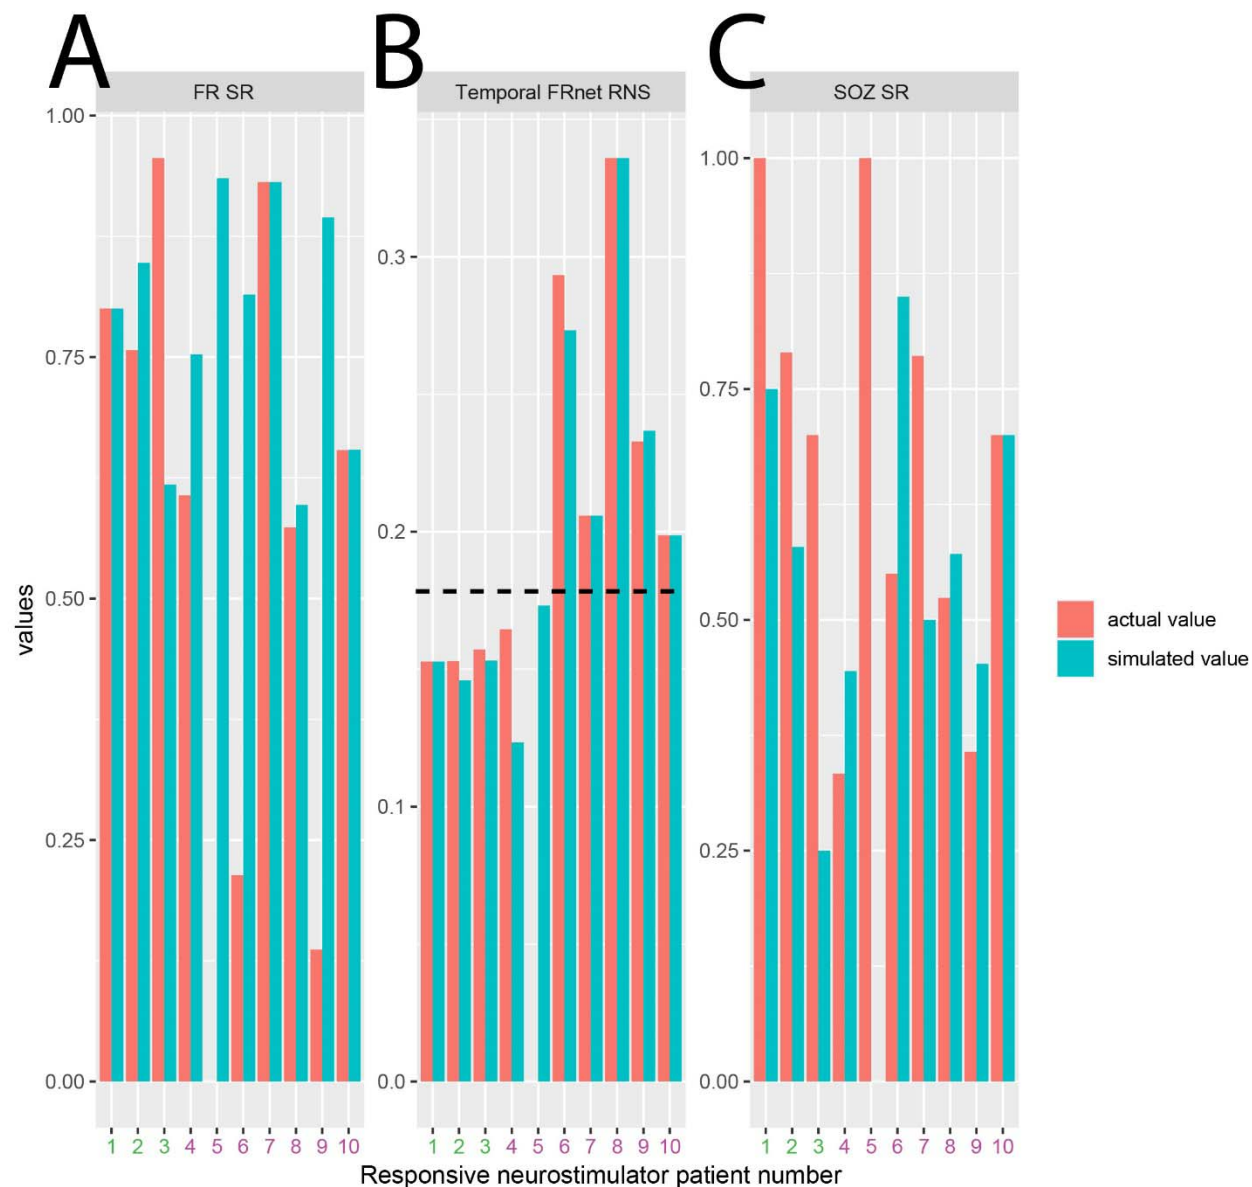 A B C
FR SR
Temporal FRnet RNS
SOZ SR
1.00
0.75
0.50
0.25
0.00
values
0.3
0.2
0.1
0.0
1.00
0.75
0.50
0.25
0.00
1 2 3 4 5 6 7 8 9 10
1 2 3 4 5 6 7 8 9 10
1 2 3 4 5 6 7 8 9 10
Responsive neurostimulator patient number
actual value
simulated value